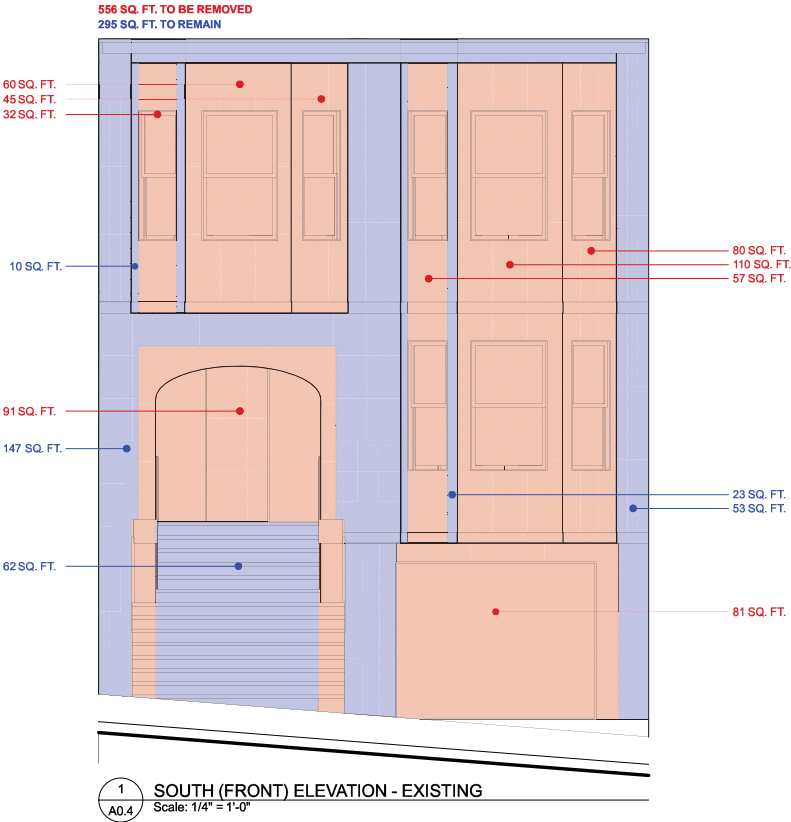 556 SQ. FT. TO BE REMOVED
295 SQ. FT. TO REMAIN
60 SQ. FT.
45 SQ. FT.
32 SQ. FT.
80 SQ. FT.
110 SQ. FT.
10 SQ. FT.
57 SQ. FT.
91 SQ. FT.
147 SQ. FT.
23 SQ. FT.
53 SQ. FT.
62 SQ. FT.
81 SQ. FT.
1
SOUTH (FRONT) ELEVATION - EXISTING
A0.4
Scale: 1/4" = 1'-0"